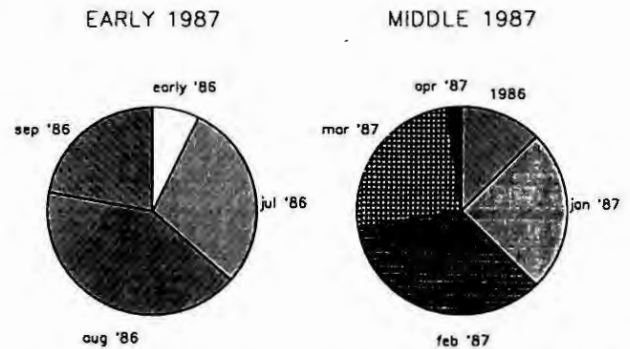 EARLY 1987
MIDDLE 1987
early '86
sep '86
jul '86
aug '86
apr '87
1986
mar '87
jan '87
feb '87